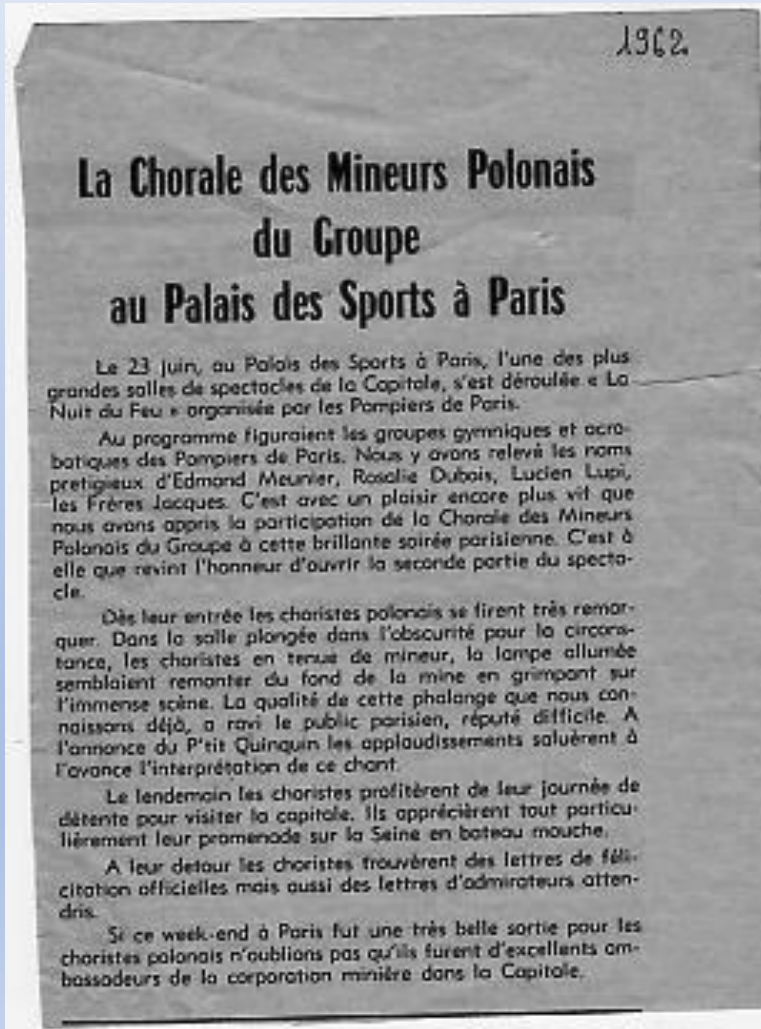 1962
La Chorale des Mineurs Polonais
du Groupe
au Palais des Sports à Paris
Le 23 juin, au Palais des Sports à Paris, l'une des plus
grandes salles de spectacles de la Capitale, s'est déroulée « La
Nuit du Feu » organisée par les Pompiers de Paris.
Au programme figuraient les groupes gymniques et acro-
batiques des Pompiers de Paris. Nous y avons relevé les noms
pretigieux d'Edmond Meunier, Rosalie Dubois, Lucien Lupi,
les Frères Jacques. C'est avec un plaisir encore plus vif que
nous avons appris la participation de la Chorale des Mineurs
Polonais du Groupe à cette brillante soirée parisienne. C'est à
elle que revint l'honneur d'ouvrir la seconde partie du specta-
cle.
Dès leur entrée les choristes polonais se firent très remar-
quer. Dans la salle plongée dans l'obscurité pour la circons-
tance, les choristes en tenue de mineur, la lampe allumée
semblaient remonter du fond de la mine en grimpant sur
l'immense scène. La qualité de cette phalange que nous con-
naissons déjà, a ravi le public parisien, réputé difficile. A
l'annonce du P'tit Quinquin les applaudissements saluèrent à
l'avance l'interprétation de ce chant.
Le lendemain les choristes profitèrent de leur journée de
détente pour visiter la capitale. Ils apprécièrent tout particu-
lièrement leur promenade sur la Seine en bateau mouche.
A leur detour les choristes trouvèrent des lettres de féli-
citation officielles mais aussi des lettres d'admirateurs atten-
dris.
Si ce week-end à Paris fut une très belle sortie pour les
choristes polonais n'oublions pas qu'ils furent d'excellents am-
bassadeurs de la corporation minière dans la Capitale.